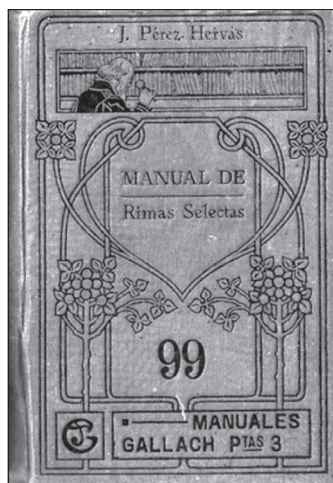 J. Pérez-Hervás
MANUAL DE
Rimas Selectas
99
MANUALES
GALLACH PTAS 3